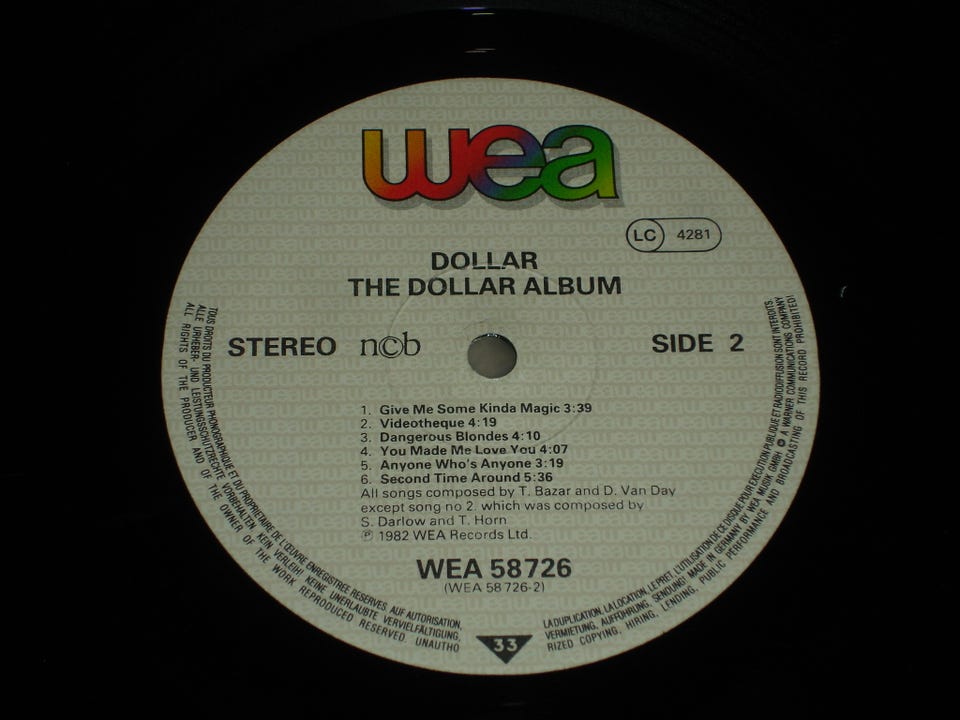 wea
LC 4281
DOLLAR
THE DOLLAR ALBUM
STEREO n©b SIDE 2
1. Give Me Some Kinda Magic 3:39
2. Videotheque 4:19
3. Dangerous Blondes 4:10
4. You Made Me Love You 4:07
5. Anyone Who's Anyone 3:19
6. Second Time Around 5:36
All songs composed by T. Bazar and D. Van Day
except song no 2. which was composed by
S. Darlow and T. Horn
℗ 1982 WEA Records Ltd.
WEA 58726
(WEA 58 726-2)
33
TOUS DROITS DU PRODUCTEUR PHONOGRAPHIQUE ET DU PROPRIETAIRE DE L'ŒUVRE ENREGISTREE RESERVES. AUF AUTORISATION,
LA DUPLICATION, LA LOCATION, LE PRET, L'UTILISATION DE CE DISQUE POUR EXECUTION PUBLIQUE ET RADIODIFFUSION SONT INTERDITS.
ALLE URHEBER- UND LEISTUNGSSCHUTZRECHTE VORBEHALTEN. KEIN VERLEIH! KEINE UNERLAUBTE VERVIELFÄLTIGUNG,
VERMIETUNG, AUFFÜHRUNG, SENDUNG! MADE IN GERMANY BY WEA MUSIK GMBH A WARNER COMMUNICATIONS COMPANY
ALL RIGHTS OF THE PRODUCER AND OF THE OWNER OF THE WORK REPRODUCED RESERVED. UNAUTHO
RIZED COPYING, HIRING, LENDING, PUBLIC PERFORMANCE AND BROADCASTING OF THIS RECORD PROHIBITED!